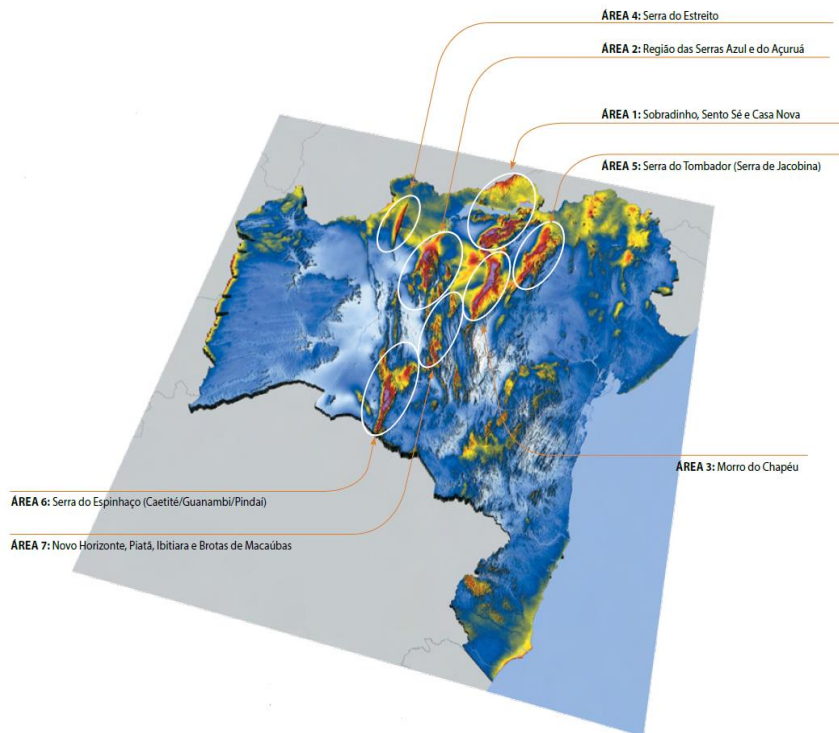 ÁREA 4: Serra do Estreito
ÁREA 2: Região das Serras Azul e do Açuruá
ÁREA 1: Sobradinho, Sento Sé e Casa Nova
ÁREA 5: Serra do Tombador (Serra de Jacobina)
ÁREA 3: Morro do Chapéu
ÁREA 6: Serra do Espinhaço (Caetité/Guanambi/Pindaí)
ÁREA 7: Novo Horizonte, Piatã, Ibitiara e Brotas de Macaúbas